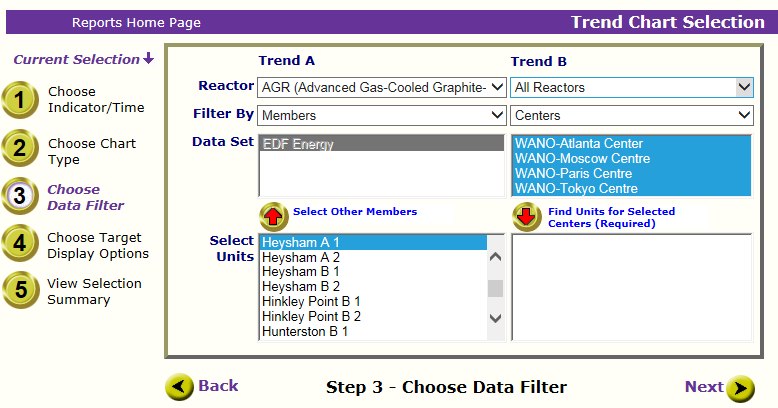 Reports Home Page
Trend Chart Selection
Current Selection
1
Choose
Indicator/Time
2
Choose Chart
Type
3
Choose
Data Filter
4
Choose Target
Display Options
5
View Selection
Summary
Trend A
Trend B
Reactor
AGR (Advanced Gas-Cooled Graphite-
All Reactors
Filter By
Members
Centers
Data Set
EDF Energy
WANO-Atlanta Center
WANO-Moscow Centre
WANO-Paris Centre
WANO-Tokyo Centre
Select Other Members
Find Units for Selected
Centers (Required)
Select
Units
Heysham A 1
Heysham A 2
Heysham B 1
Heysham B 2
Hinkley Point B 1
Hinkley Point B 2
Hunterston B 1
Back
Step 3 - Choose Data Filter
Next